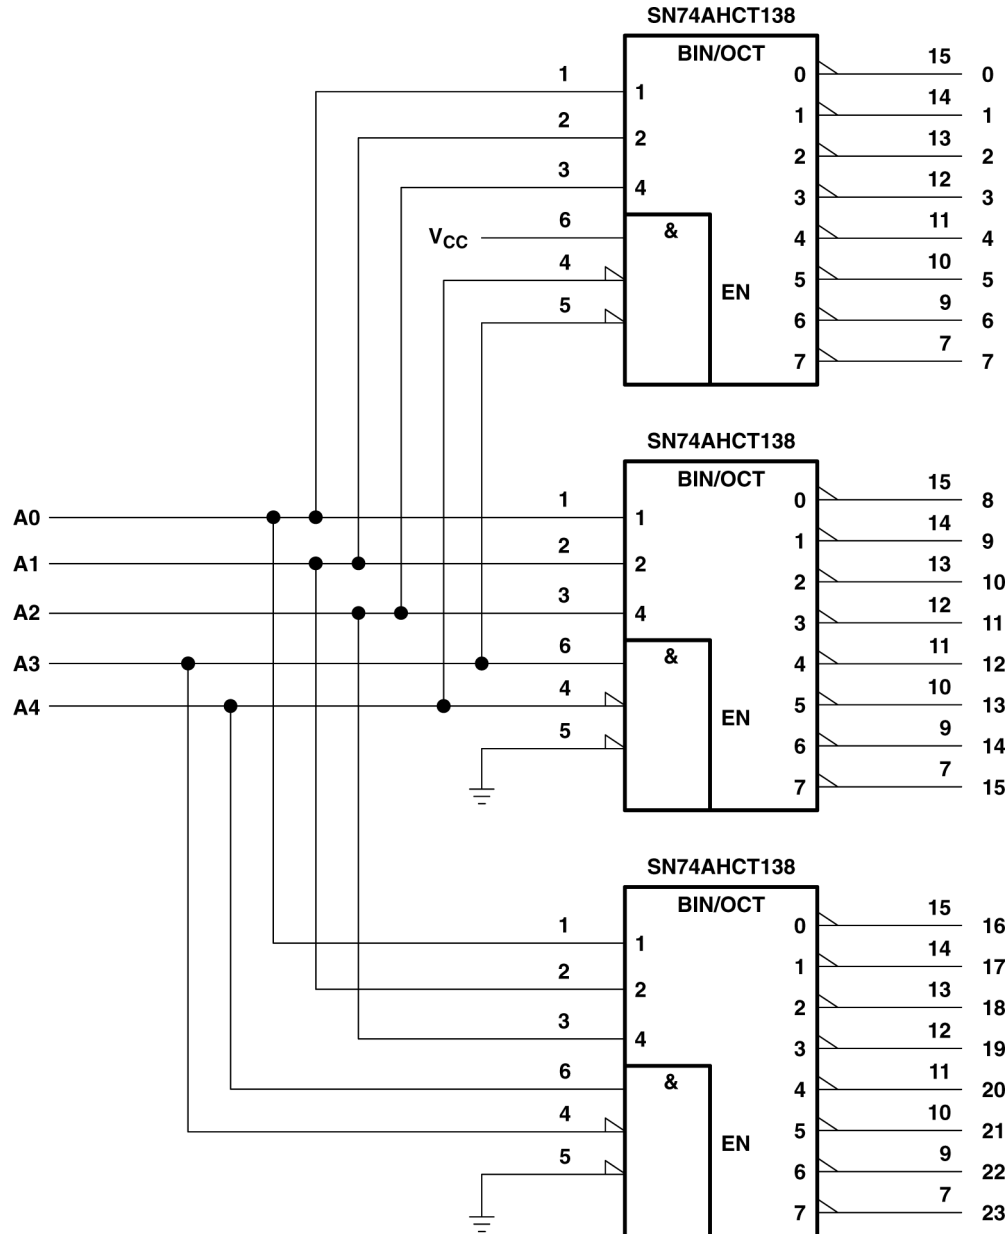 SN74AHCT138
BIN/OCT
1 1 0 15 0
2 2 1 14 1
3 4 2 13 2
3 12 3
VCC 6 & 4 11 4
4 5 10 5
5 EN 6 9 6
7 7 7
SN74AHCT138
BIN/OCT
0 15 8
A0 1 1 1 14 9
A1 2 2 2 13 10
A2 3 4 3 12 11
A3 6 & 4 11 12
A4 4 5 10 13
5 EN 6 9 14
7 7 15
SN74AHCT138
BIN/OCT
0 15 16
1 1 1 14 17
2 2 2 13 18
3 4 3 12 19
6 & 4 11 20
4 5 10 21
5 EN 6 9 22
7 7 23